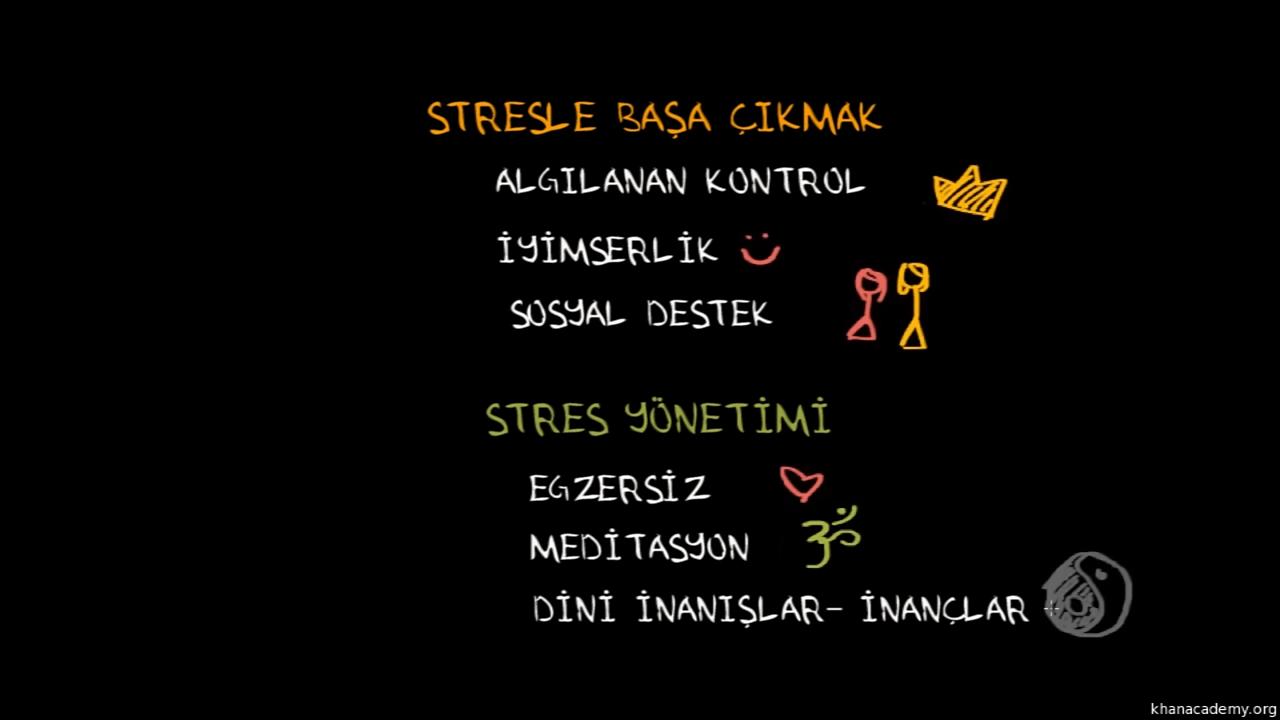 STRESLE BAŞA ÇIKMAK
ALGILANAN KONTROL
İYİMSERLİK
SOSYAL DESTEK
STRES YÖNETİMİ
EGZERSİZ
MEDİTASYON
DİNİ İNANIŞLAR- İNANÇLAR
khanacademy.org